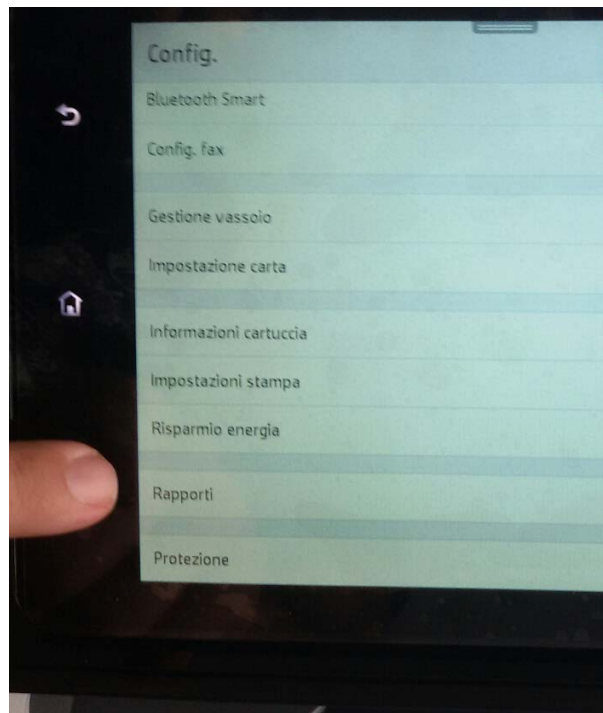 Config.
Bluetooth Smart
Config. fax
Gestione vassoio
Impostazione carta
Informazioni cartuccia
Impostazioni stampa
Risparmio energia
Rapporti
Protezione